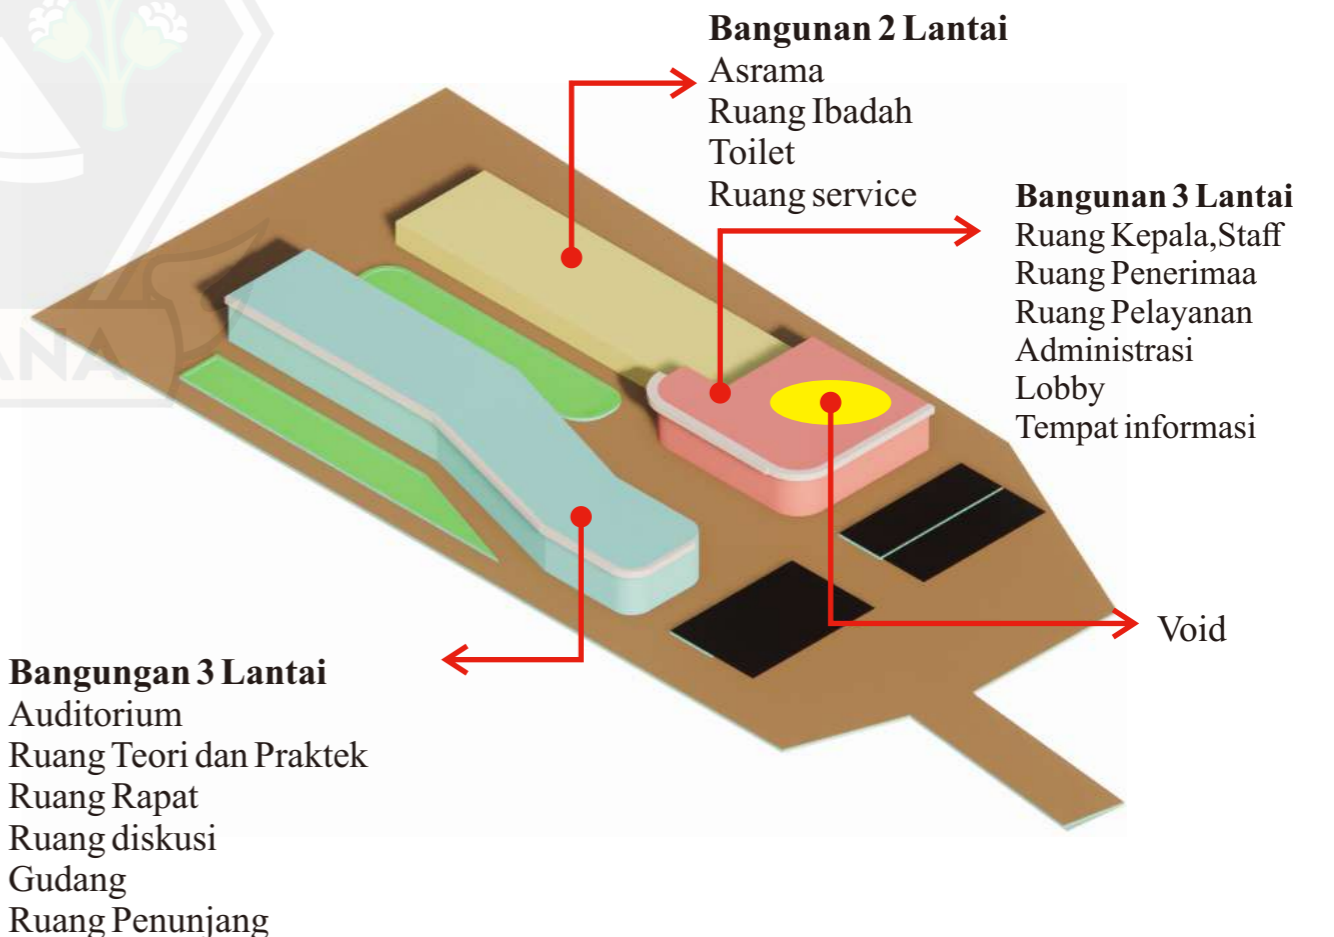 Bangunan 2 Lantai
Asrama
Ruang Ibadah
Toilet
Ruang service
Bangunan 3 Lantai
Ruang Kepala,Staff
Ruang Penerimaa
Ruang Pelayanan
Administrasi
Lobby
Tempat informasi
Void
Bangungan 3 Lantai
Auditorium
Ruang Teori dan Praktek
Ruang Rapat
Ruang diskusi
Gudang
Ruang Penunjang
ANA